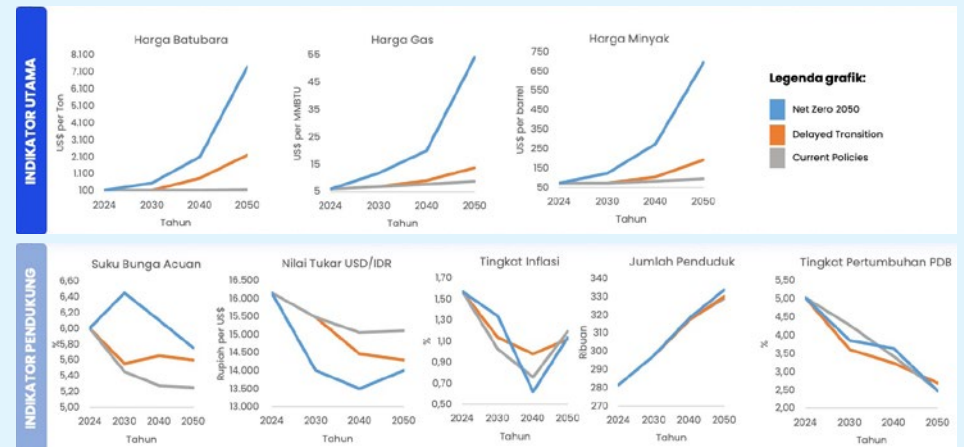 INDIKATOR UTAMA
Harga Batubara
US$ per Ton
8.100
7.100
6.100
5.100
4.100
3.100
2.100
1.100
100
2024 2030 2040 2050
Tahun
Harga Gas
US$ per MMBTU
55
45
35
25
15
5
2024 2030 2040 2050
Tahun
Harga Minyak
US$ per barrel
750
650
550
450
350
250
150
50
2024 2030 2040 2050
Tahun
Legenda grafik:
Net Zero 2050
Delayed Transition
Current Policies
INDIKATOR PENDUKUNG
Suku Bunga Acuan
%
6,60
6,40
6,20
6,00
5,80
5,60
5,40
5,20
5,00
2024 2030 2040 2050
Tahun
Nilai Tukar USD/IDR
Rupiah per US$
16.500
16.000
15.500
15.000
14.500
14.000
13.500
13.000
2024 2030 2040 2050
Tahun
Tingkat Inflasi
%
1,70
1,50
1,30
1,10
0,90
0,70
0,50
2024 2030 2040 2050
Tahun
Jumlah Penduduk
Ribuan
340
330
320
310
300
290
280
270
2024 2030 2040 2050
Tahun
Tingkat Pertumbuhan PDB
%
5,50
5,00
4,50
4,00
3,50
3,00
2,50
2,00
2024 2030 2040 2050
Tahun